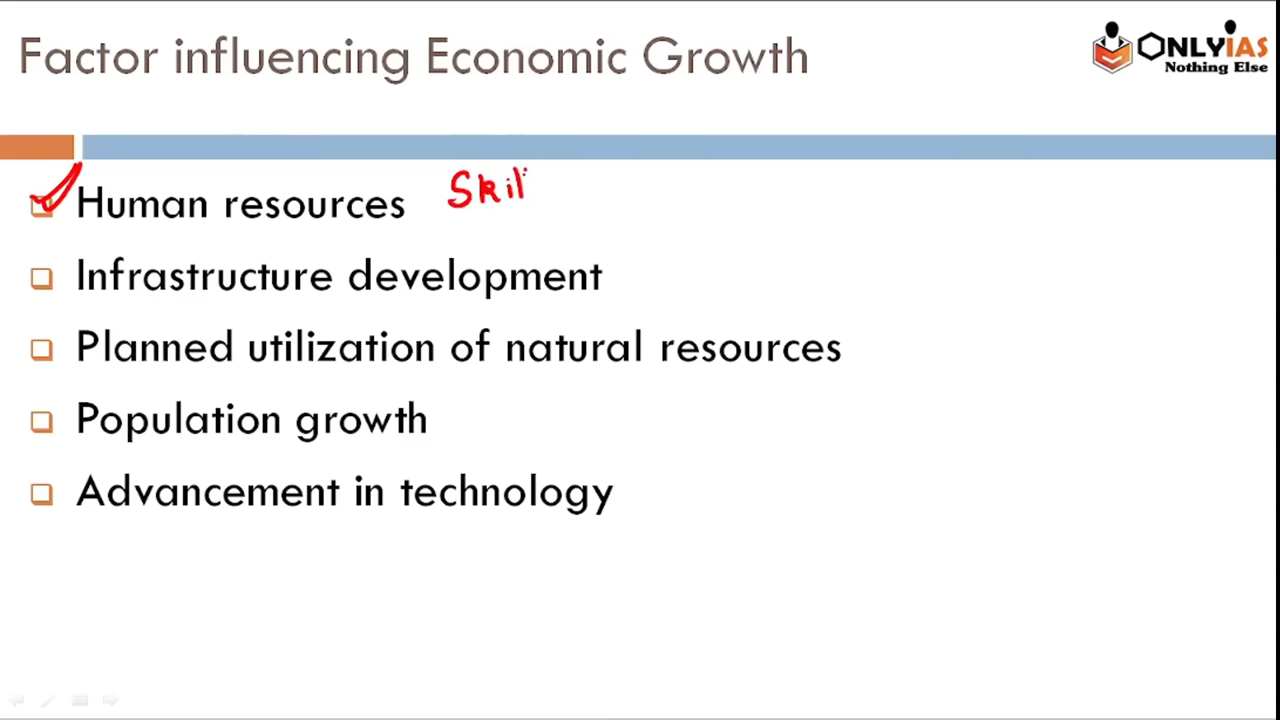 Factor influencing Economic Growth
ONLYIAS
Nothing Else
Human resources Skil
Infrastructure development
Planned utilization of natural resources
Population growth
Advancement in technology